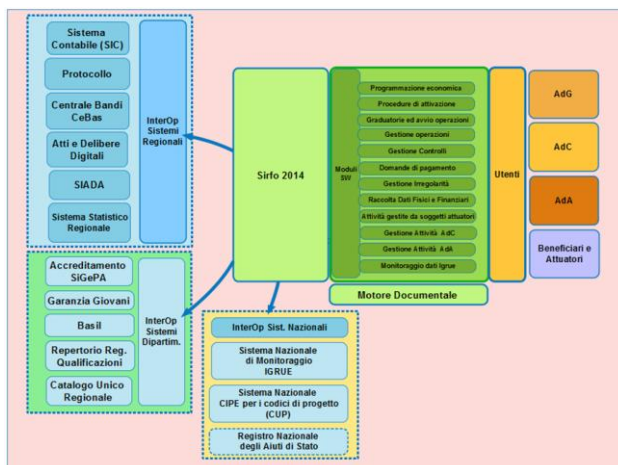 Sistema
Contabile (SIC)
Protocollo
Centrale Bandi
CeBas
Atti e Delibere
Digitali
SIADA
Sistema Statistico
Regionale
InterOp
Sistemi
Regionali
Accreditamento
SiGePA
Garanzia Giovani
Basil
Repertorio Reg.
Qualificazioni
Catalogo Unico
Regionale
InterOp
Sistemi
Dipartim.
Sirfo 2014
Moduli
SW
Programmazione economica
Procedure di attivazione
Graduatorie ed avvio operazioni
Gestione operazioni
Gestione Controlli
Domande di pagamento
Gestione Irregolarità
Raccolta Dati Fisici e Finanziari
Attività gestite da soggetti attuatori
Gestione Attività AdC
Gestione Attività AdA
Monitoraggio dati Igrue
Motore Documentale
Utenti
AdG
AdC
AdA
Beneficiari e
Attuatori
InterOp Sist. Nazionali
Sistema Nazionale
di Monitoraggio
IGRUE
Sistema Nazionale
CIPE per i codici di progetto
(CUP)
Registro Nazionale
degli Aiuti di Stato